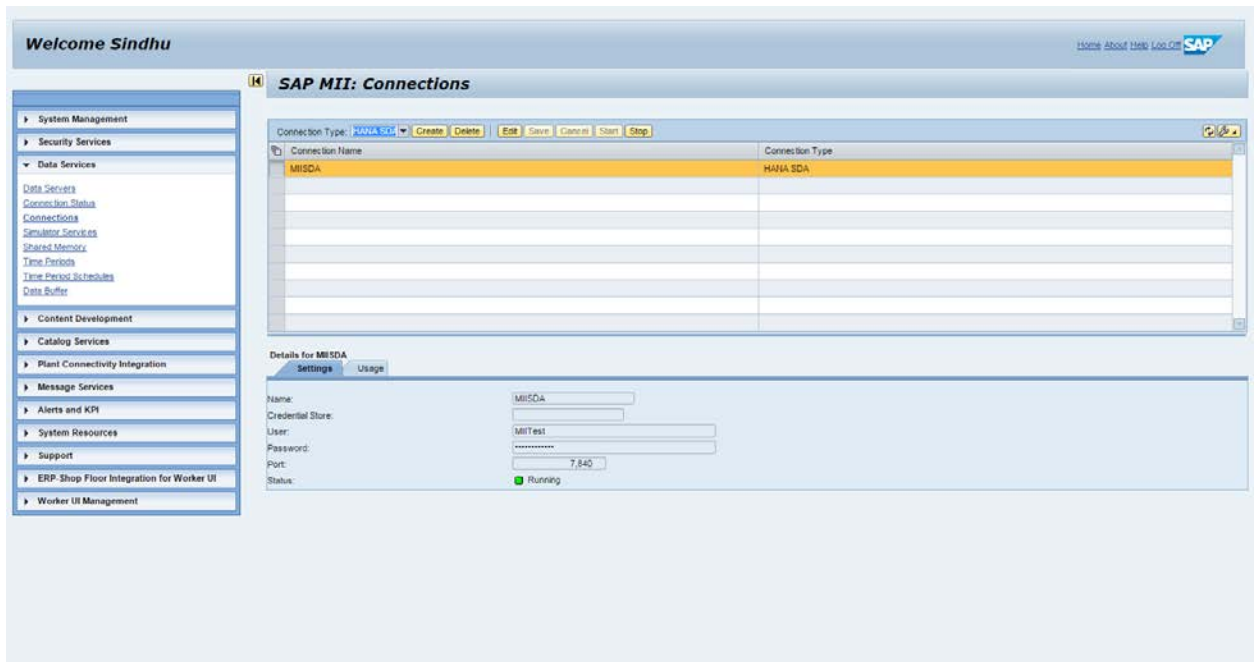 Welcome Sindhu
Home About Help Log Off SAP
SAP MII: Connections
System Management
Security Services
Data Services
Data Servers
Connection Status
Connections
Simulator Services
Shared Memory
Time Periods
Time Period Schedules
Data Buffer
Content Development
Catalog Services
Plant Connectivity Integration
Message Services
Alerts and KPI
System Resources
Support
ERP-Shop Floor Integration for Worker UI
Worker UI Management
Connection Type: HANA SDA Create Delete Edit Save Cancel Start Stop
Connection Name Connection Type
MIISDA HANA SDA
Details for MIISDA
Settings Usage
Name: MIISDA
Credential Store:
User: MIITest
Password: ••••••••••••
Port: 7,840
Status: Running